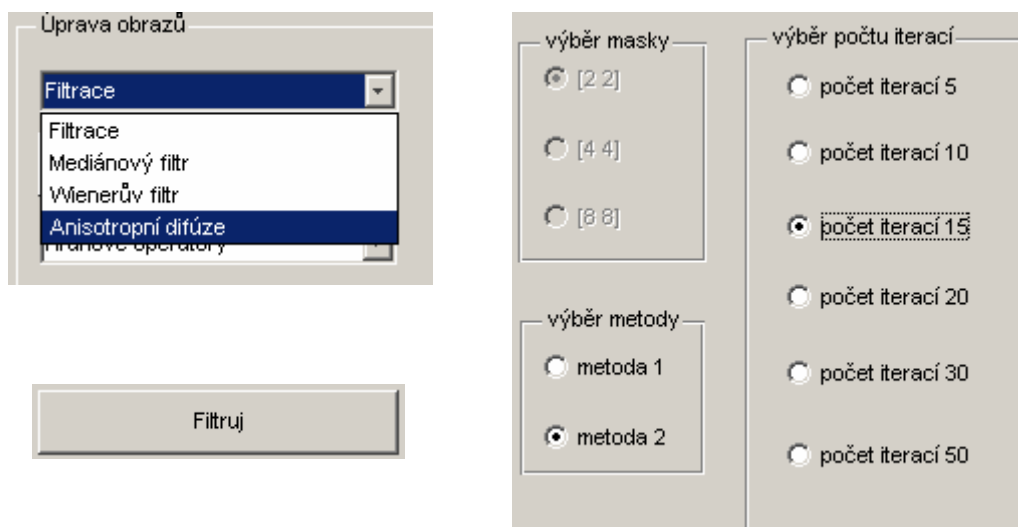 Úprava obrazů
Filtrace
Filtrace
Mediánový filtr
Wienerův filtr
Anisotropní difúze
Hranové operátory
Filtruj
výběr masky
[2 2]
[4 4]
[8 8]
výběr metody
metoda 1
metoda 2
výběr počtu iterací
počet iterací 5
počet iterací 10
počet iterací 15
počet iterací 20
počet iterací 30
počet iterací 50